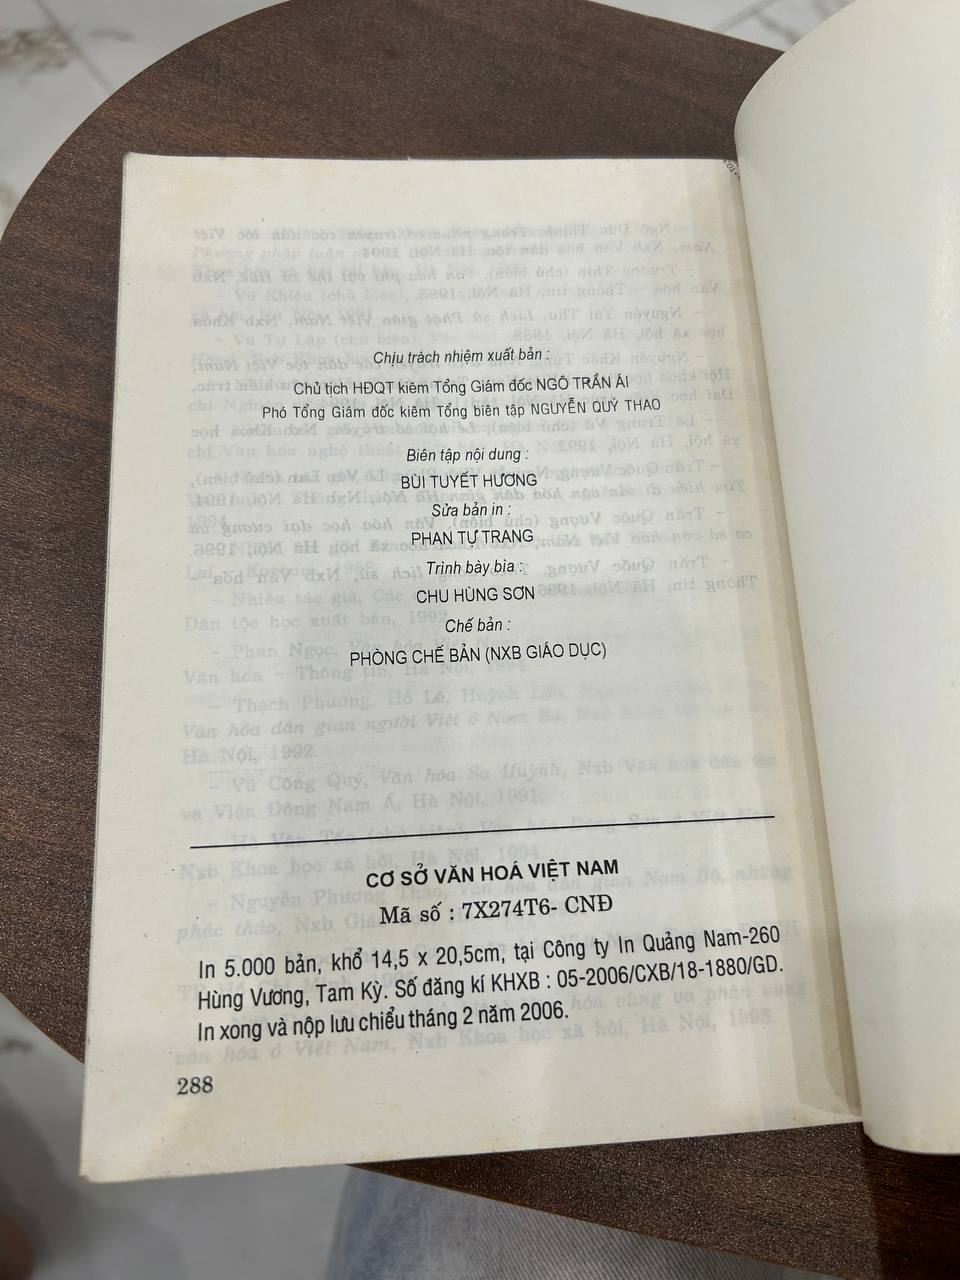 Chịu trách nhiệm xuất bản :
Chủ tịch HĐQT kiêm Tổng Giám đốc NGÔ TRẦN ÁI
Phó Tổng Giám đốc kiêm Tổng biên tập NGUYỄN QUÝ THAO
Biên tập nội dung :
BÙI TUYẾT HƯƠNG
Sửa bản in :
PHAN TỰ TRANG
Trình bày bìa :
CHU HÙNG SƠN
Chế bản :
PHÒNG CHẾ BẢN (NXB GIÁO DỤC)
CƠ SỞ VĂN HOÁ VIỆT NAM
Mã số : 7X274T6- CNĐ
In 5.000 bản, khổ 14,5 x 20,5cm, tại Công ty In Quảng Nam-260
Hùng Vương, Tam Kỳ. Số đăng kí KHXB : 05-2006/CXB/18-1880/GD.
In xong và nộp lưu chiểu tháng 2 năm 2006.
288